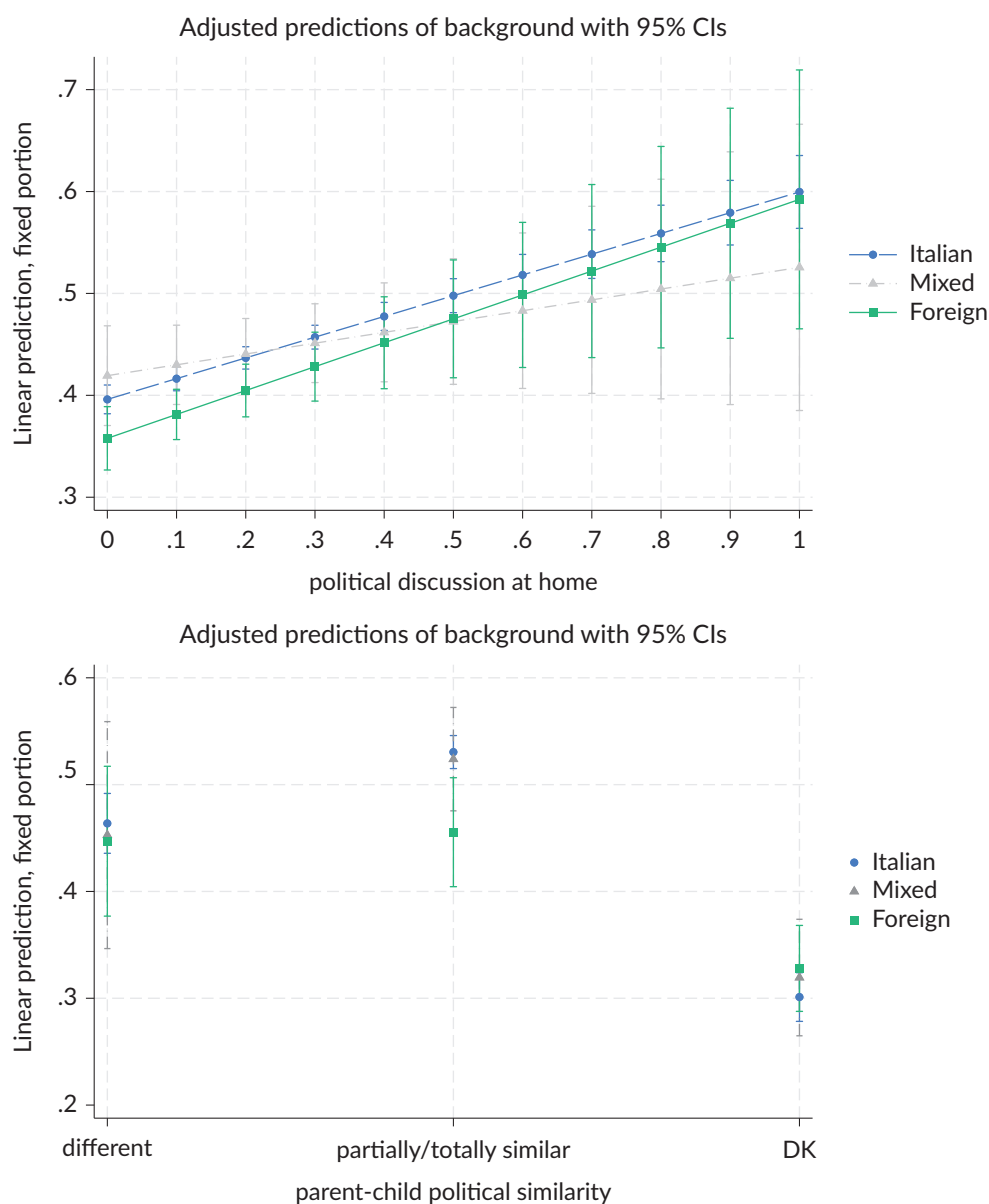 Adjusted predictions of background with 95% CIs
Linear prediction, fixed portion
.7
.6
.5
.4
.3
0 .1 .2 .3 .4 .5 .6 .7 .8 .9 1
political discussion at home
Italian
Mixed
Foreign
Adjusted predictions of background with 95% CIs
Linear prediction, fixed portion
.6
.5
.4
.3
.2
different partially/totally similar DK
parent-child political similarity
Italian
Mixed
Foreign